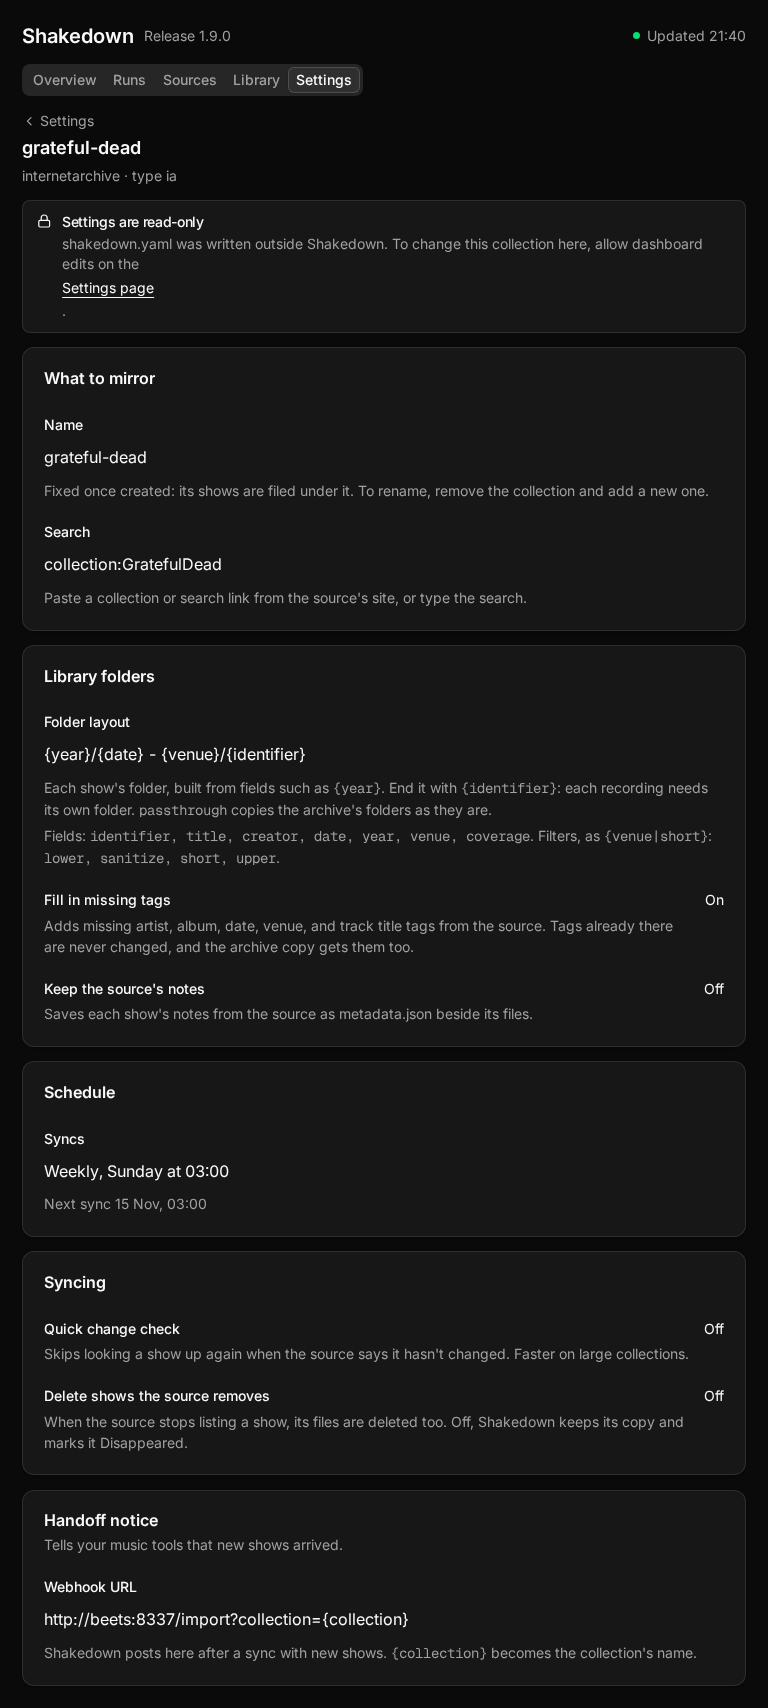 Shakedown Release 1.9.0 Updated 21:40
Overview Runs Sources Library Settings
Settings
grateful-dead
internetarchive · type ia
Settings are read-only
shakedown.yaml was written outside Shakedown. To change this collection here, allow dashboard
edits on the
Settings page
.
What to mirror
Name
grateful-dead
Fixed once created: its shows are filed under it. To rename, remove the collection and add a new one.
Search
collection:GratefulDead
Paste a collection or search link from the source's site, or type the search.
Library folders
Folder layout
{year}/{date} - {venue}/{identifier}
Each show's folder, built from fields such as {year}. End it with {identifier}: each recording needs
its own folder. passthrough copies the archive's folders as they are.
Fields: identifier, title, creator, date, year, venue, coverage. Filters, as {venue|short}:
lower, sanitize, short, upper.
Fill in missing tags On
Adds missing artist, album, date, venue, and track title tags from the source. Tags already there
are never changed, and the archive copy gets them too.
Keep the source's notes Off
Saves each show's notes from the source as metadata.json beside its files.
Schedule
Syncs
Weekly, Sunday at 03:00
Next sync 15 Nov, 03:00
Syncing
Quick change check Off
Skips looking a show up again when the source says it hasn't changed. Faster on large collections.
Delete shows the source removes Off
When the source stops listing a show, its files are deleted too. Off, Shakedown keeps its copy and
marks it Disappeared.
Handoff notice
Tells your music tools that new shows arrived.
Webhook URL
http://beets:8337/import?collection={collection}
Shakedown posts here after a sync with new shows. {collection} becomes the collection's name.